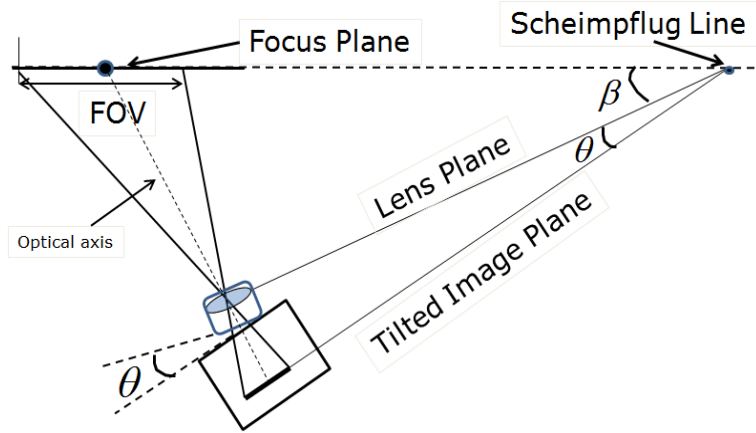 Scheimpflug Line
Focus Plane
FOV
β
θ
Lens Plane
Optical axis
Tilted Image Plane
θ